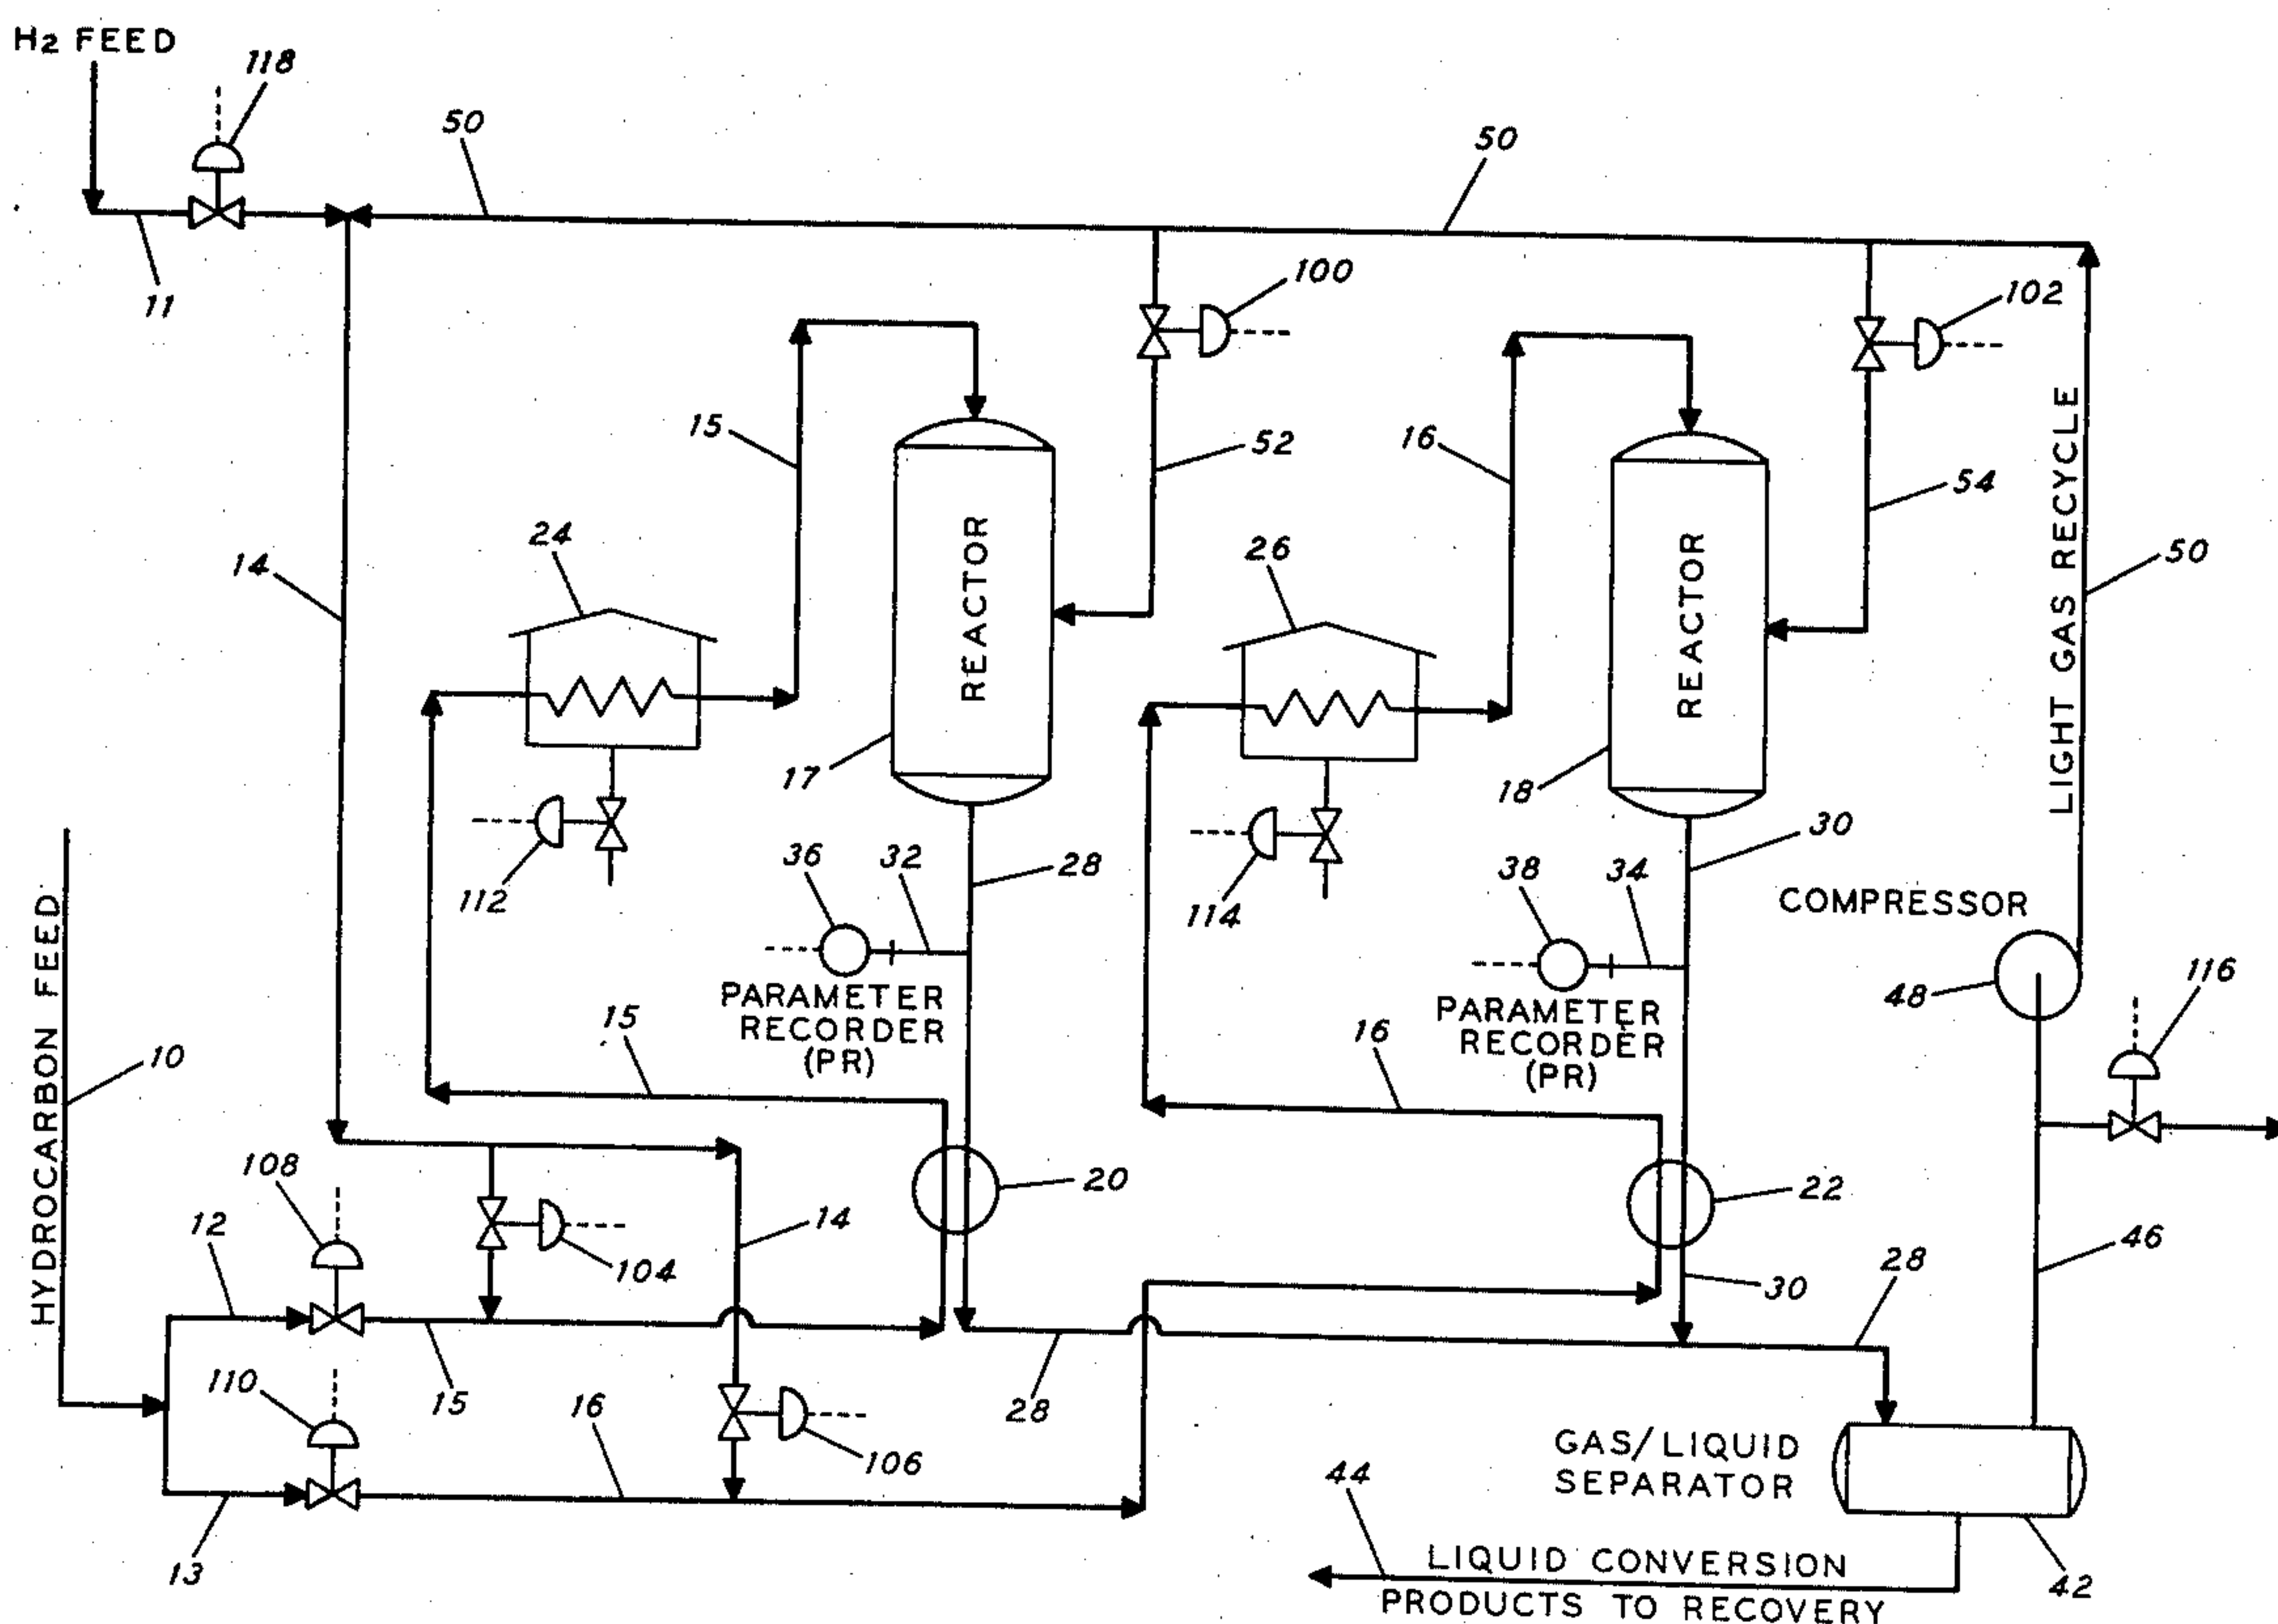 H2 FEED
118
50
50
11
100
102
15
52
16
54
14
24
26
50
REACTOR
REACTOR
LIGHT GAS RECYCLE
17
18
112
36
32
28
114
38
34
30
COMPRESSOR
48
116
PARAMETER
RECORDER
(PR)
PARAMETER
RECORDER
(PR)
15
16
10
HYDROCARBON FEED
108
12
104
14
20
22
46
30
28
110
15
16
106
28
13
GAS/LIQUID
SEPARATOR
44
42
LIQUID CONVERSION
PRODUCTS TO RECOVERY